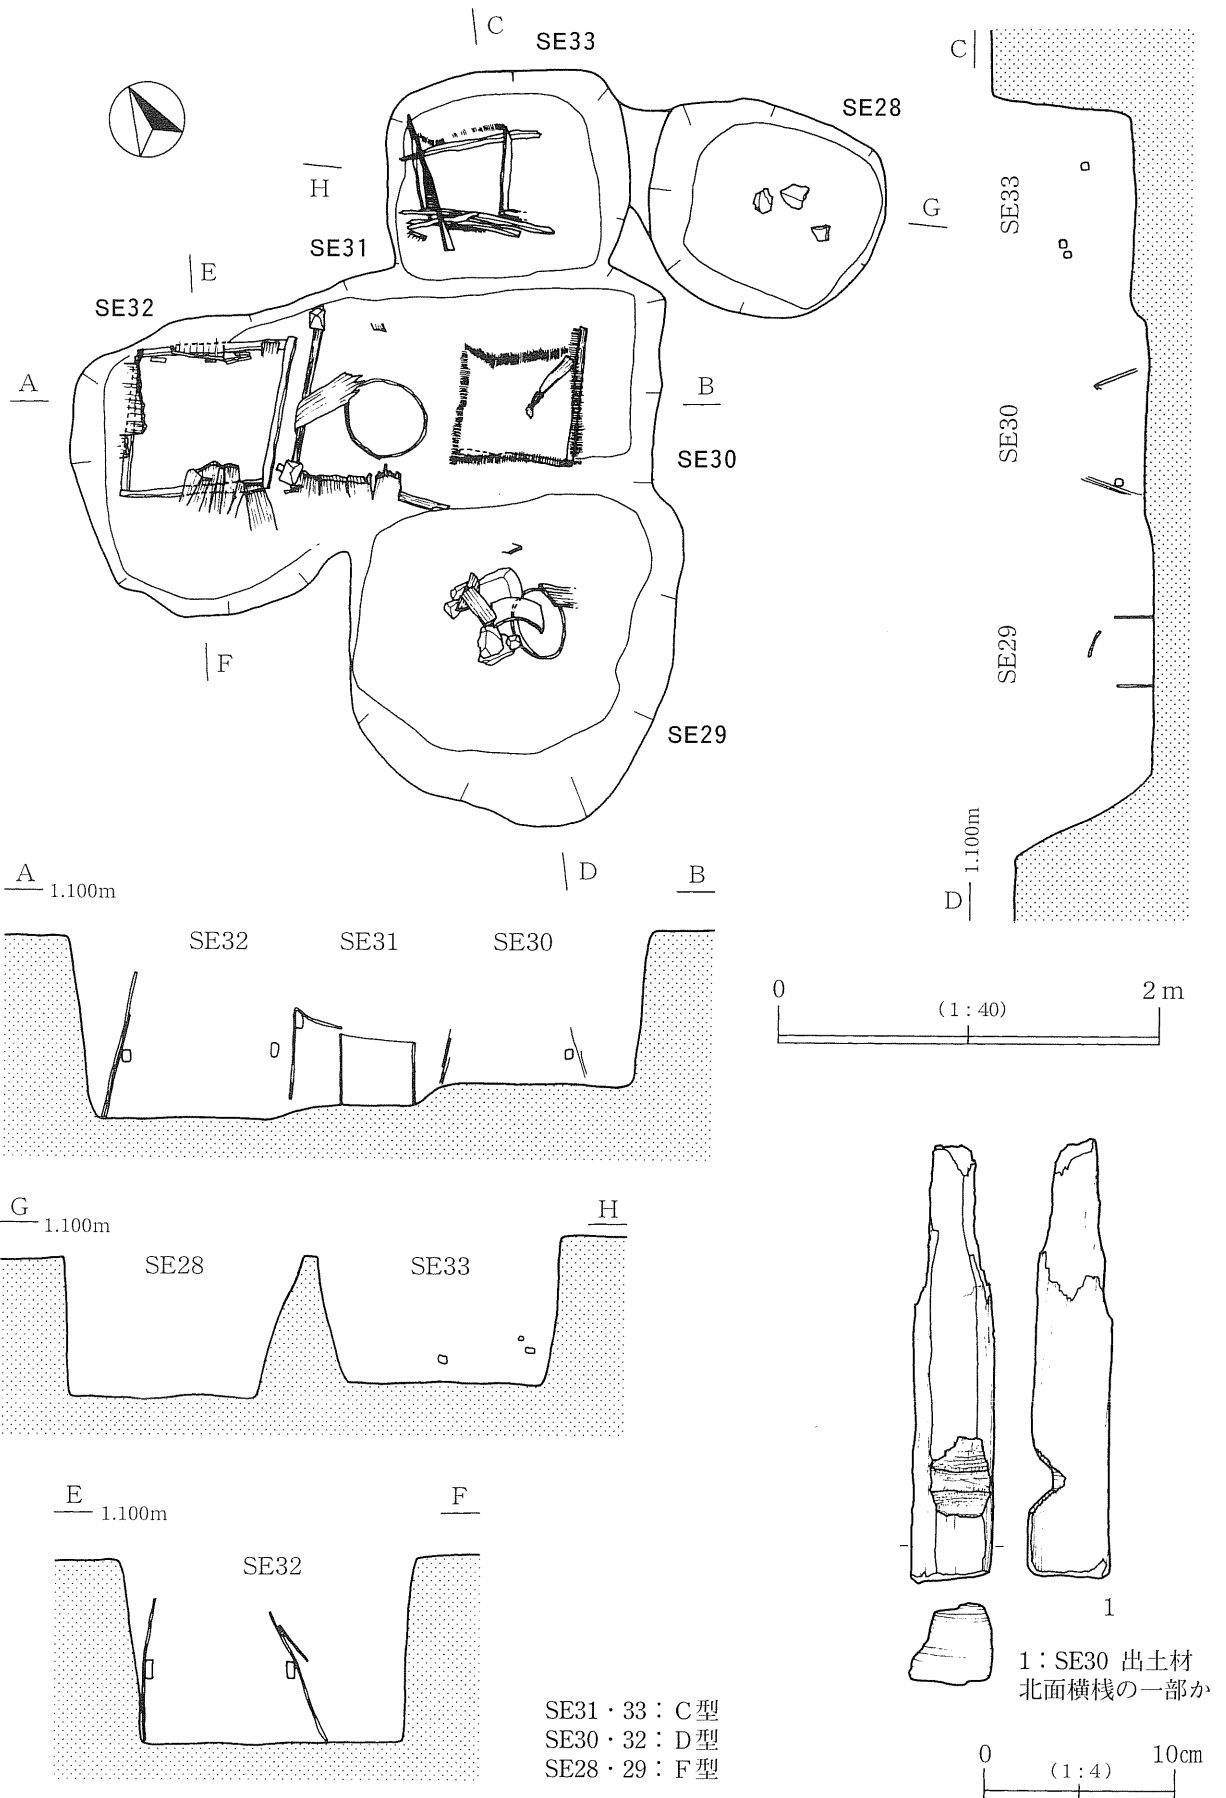 C
SE33
SE28
H
G
SE31
E
SE32
A
B
SE30
F
SE29
D
C
SE33
SE30
SE29
1.100m
D
A 1.100m
B
SE32
SE31
SE30
0
2m
(1:40)
G 1.100m
H
SE28
SE33
E 1.100m
F
SE32
1
1:SE30 出土材
北面横桟の一部か
SE31・33:C型
SE30・32:D型
SE28・29:F型
0
10cm
(1:4)